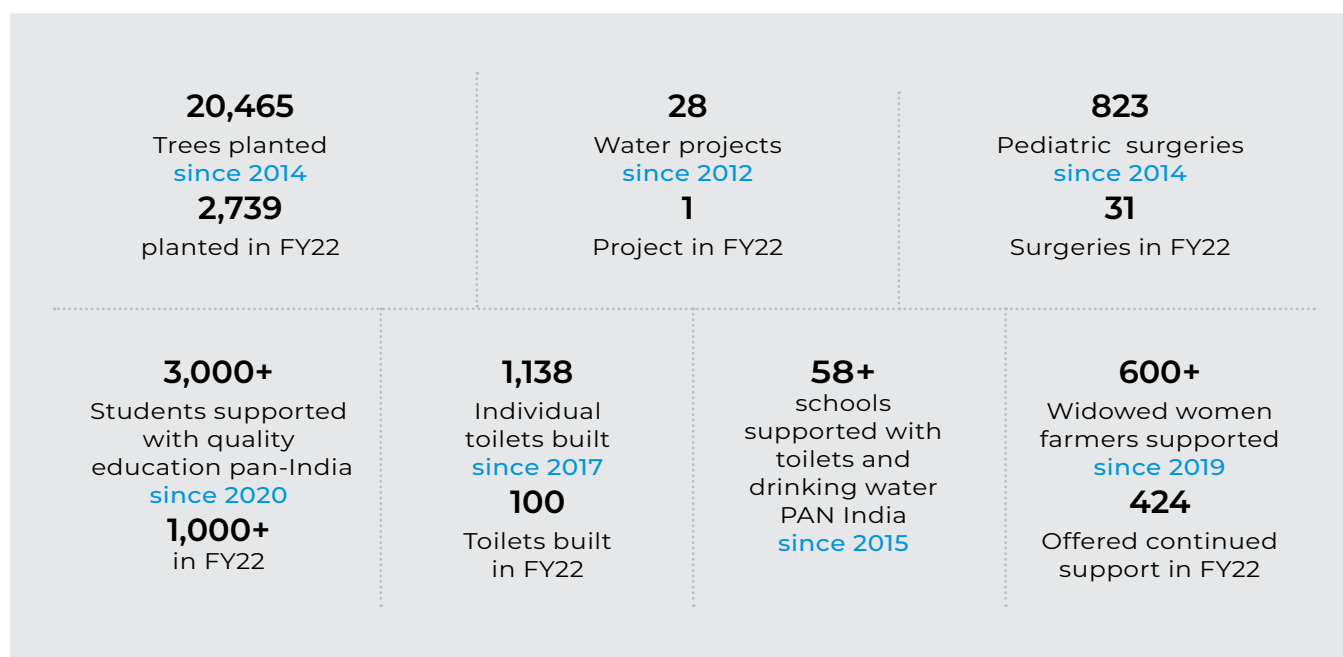 20,465
Trees planted
since 2014
2,739
planted in FY22
28
Water projects
since 2012
1
Project in FY22
823
Pediatric surgeries
since 2014
31
Surgeries in FY22
3,000+
Students supported
with quality
education pan-India
since 2020
1,000+
in FY22
1,138
Individual
toilets built
since 2017
100
Toilets built
in FY22
58+
schools
supported with
toilets and
drinking water
PAN India
since 2015
600+
Widowed women
farmers supported
since 2019
424
Offered continued
support in FY22